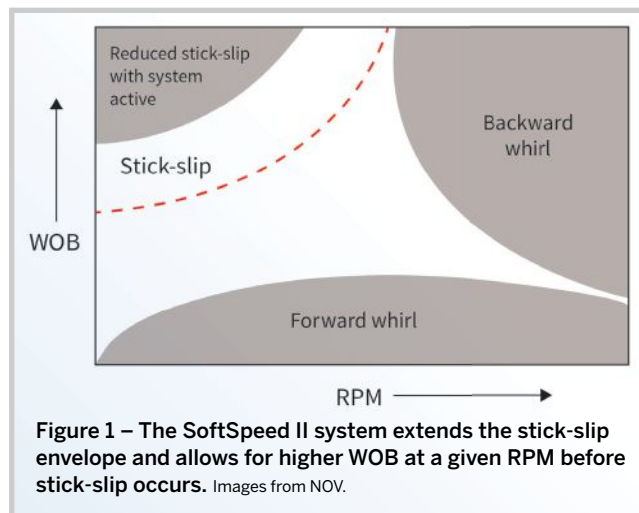 Reduced stick-slip
with system
active
Backward
whirl
Stick-slip
WOB
Forward whirl
RPM
Figure 1 – The SoftSpeed II system extends the stick-slip
envelope and allows for higher WOB at a given RPM before
stick-slip occurs. Images from NOV.